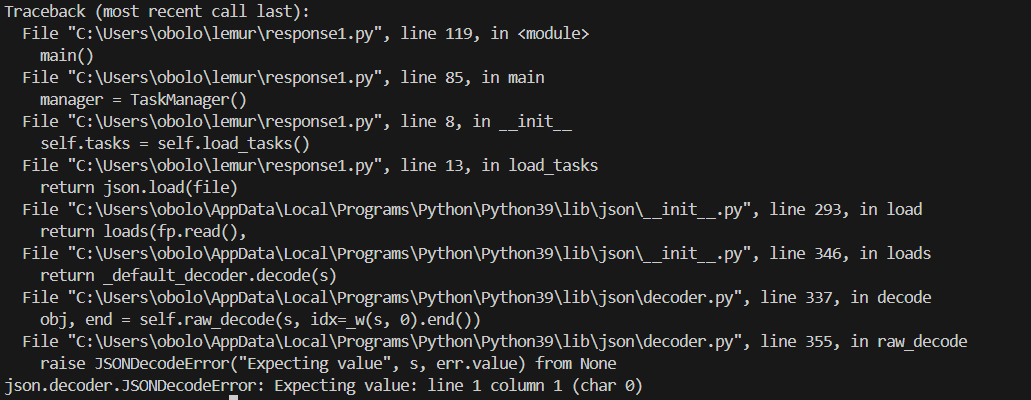 Traceback (most recent call last):
  File "C:\Users\obolo\lemur\response1.py", line 119, in <module>
    main()
  File "C:\Users\obolo\lemur\response1.py", line 85, in main
    manager = TaskManager()
  File "C:\Users\obolo\lemur\response1.py", line 8, in __init__
    self.tasks = self.load_tasks()
  File "C:\Users\obolo\lemur\response1.py", line 13, in load_tasks
    return json.load(file)
  File "C:\Users\obolo\AppData\Local\Programs\Python\Python39\lib\json\__init__.py", line 293, in load
    return loads(fp.read(),
  File "C:\Users\obolo\AppData\Local\Programs\Python\Python39\lib\json\__init__.py", line 346, in loads
    return _default_decoder.decode(s)
  File "C:\Users\obolo\AppData\Local\Programs\Python\Python39\lib\json\decoder.py", line 337, in decode
    obj, end = self.raw_decode(s, idx=_w(s, 0).end())
  File "C:\Users\obolo\AppData\Local\Programs\Python\Python39\lib\json\decoder.py", line 355, in raw_decode
    raise JSONDecodeError("Expecting value", s, err.value) from None
json.decoder.JSONDecodeError: Expecting value: line 1 column 1 (char 0)